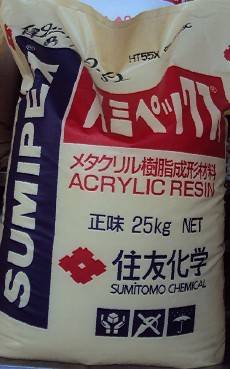 HT55X
SUMIPEX
スミペックス
メタクリル樹脂成形材料
ACRYLIC RESIN
正味 25kg NET
住友化学
SUMITOMO CHEMICAL